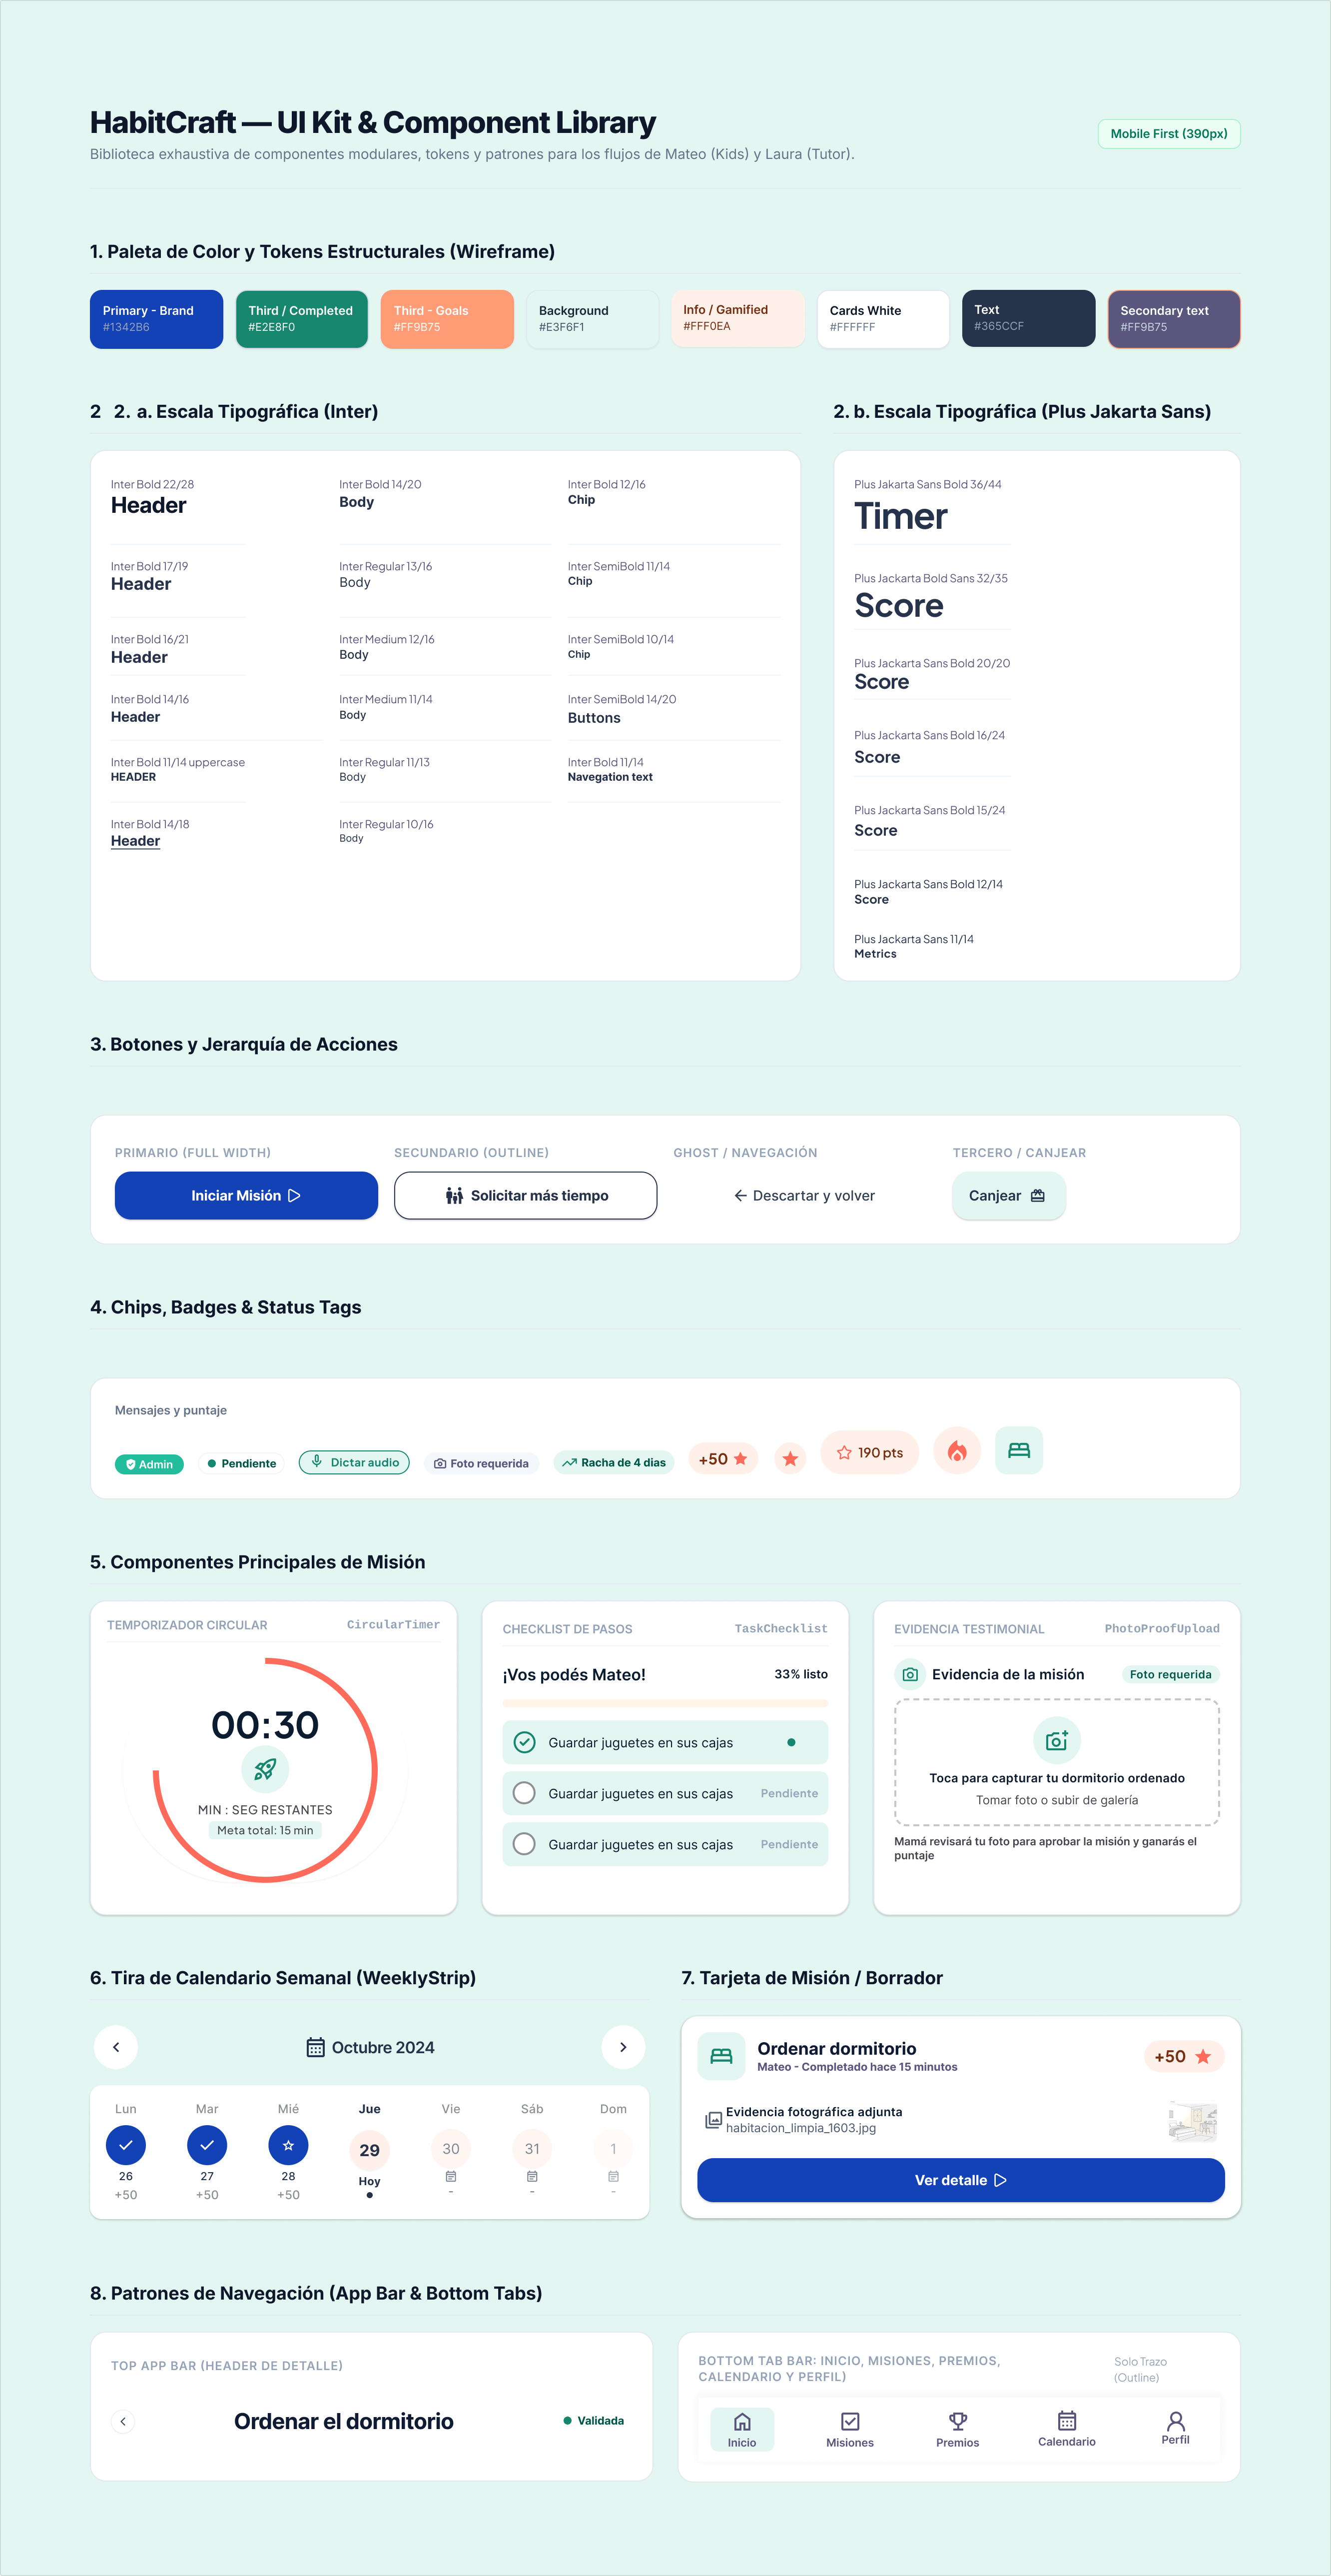 HabitCraft — UI Kit & Component Library
Biblioteca exhaustiva de componentes modulares, tokens y patrones para los flujos de Mateo (Kids) y Laura (Tutor).
Mobile First (390px)
1. Paleta de Color y Tokens Estructurales (Wireframe)
Primary - Brand
#1342B6
Third / Completed
#E2E8F0
Third - Goals
#FF9B75
Background
#E3F6F1
Info / Gamified
#FFF0EA
Cards White
#FFFFFF
Text
#365CCF
Secondary text
#FF9B75
2 2. a. Escala Tipográfica (Inter)
Inter Bold 22/28
Header
Inter Bold 17/19
Header
Inter Bold 16/21
Header
Inter Bold 14/16
Header
Inter Bold 11/14 uppercase
HEADER
Inter Bold 14/18
Header
Inter Bold 14/20
Body
Inter Regular 13/16
Body
Inter Medium 12/16
Body
Inter Medium 11/14
Body
Inter Regular 11/13
Body
Inter Regular 10/16
Body
Inter Bold 12/16
Chip
Inter SemiBold 11/14
Chip
Inter SemiBold 10/14
Chip
Inter SemiBold 14/20
Buttons
Inter Bold 11/14
Navegation text
2. b. Escala Tipográfica (Plus Jakarta Sans)
Plus Jakarta Sans Bold 36/44
Timer
Plus Jackarta Bold Sans 32/35
Score
Plus Jackarta Sans Bold 20/20
Score
Plus Jackarta Sans Bold 16/24
Score
Plus Jackarta Sans Bold 15/24
Score
Plus Jackarta Sans Bold 12/14
Score
Plus Jackarta Sans 11/14
Metrics
3. Botones y Jerarquía de Acciones
PRIMARIO (FULL WIDTH)
Iniciar Misión
SECUNDARIO (OUTLINE)
Solicitar más tiempo
GHOST / NAVEGACIÓN
Descartar y volver
TERCERO / CANJEAR
Canjear
4. Chips, Badges & Status Tags
Mensajes y puntaje
Admin
Pendiente
Dictar audio
Foto requerida
Racha de 4 dias
+50
190 pts
5. Componentes Principales de Misión
TEMPORIZADOR CIRCULAR
CircularTimer
00:30
MIN : SEG RESTANTES
Meta total: 15 min
CHECKLIST DE PASOS
TaskChecklist
¡Vos podés Mateo!
33% listo
Guardar juguetes en sus cajas
Guardar juguetes en sus cajas
Pendiente
Guardar juguetes en sus cajas
Pendiente
EVIDENCIA TESTIMONIAL
PhotoProofUpload
Evidencia de la misión
Foto requerida
Toca para capturar tu dormitorio ordenado
Tomar foto o subir de galería
Mamá revisará tu foto para aprobar la misión y ganarás el
puntaje
6. Tira de Calendario Semanal (WeeklyStrip)
Octubre 2024
Lun
26
+50
Mar
27
+50
Mié
28
+50
Jue
29
Hoy
Vie
30
-
Sáb
31
-
Dom
1
-
7. Tarjeta de Misión / Borrador
Ordenar dormitorio
Mateo - Completado hace 15 minutos
+50
Evidencia fotográfica adjunta
habitacion_limpia_1603.jpg
Ver detalle
8. Patrones de Navegación (App Bar & Bottom Tabs)
TOP APP BAR (HEADER DE DETALLE)
Ordenar el dormitorio
Validada
BOTTOM TAB BAR: INICIO, MISIONES, PREMIOS,
CALENDARIO Y PERFIL)
Solo Trazo
(Outline)
Inicio
Misiones
Premios
Calendario
Perfil